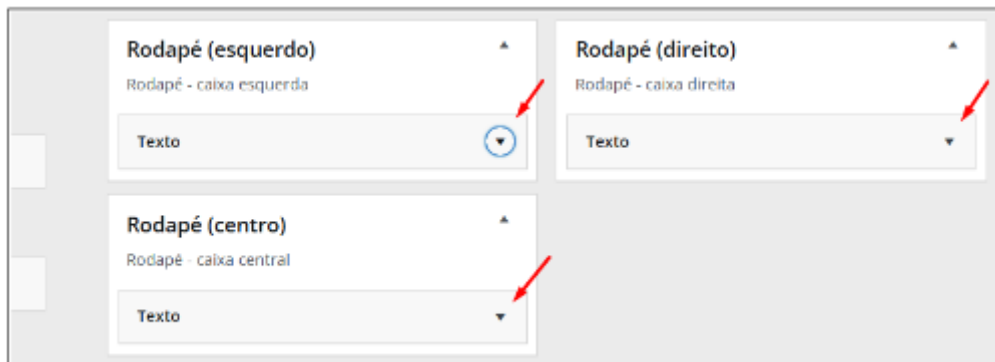 Rodapé (esquerdo)
Rodapé - caixa esquerda
Texto
Rodapé (direito)
Rodapé - caixa direita
Texto
Rodapé (centro)
Rodapé - caixa central
Texto